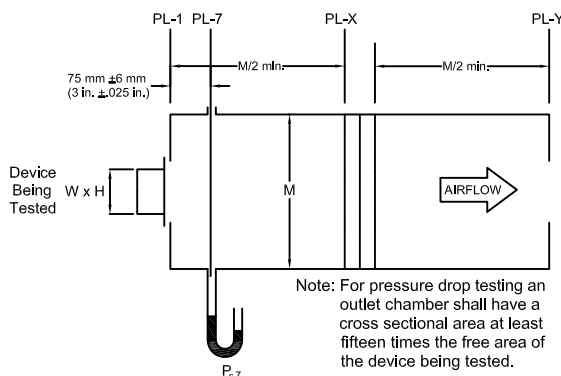 PL-1 PL-7 PL-X PL-Y
M/2 min.
M/2 min.
75 mm ±6 mm
(3 in. ±.025 in.)
Device
Being
Tested
W x H
M
AIRFLOW
Note: For pressure drop testing an
outlet chamber shall have a
cross sectional area at least
fifteen times the free area of
the device being tested.
Ps7